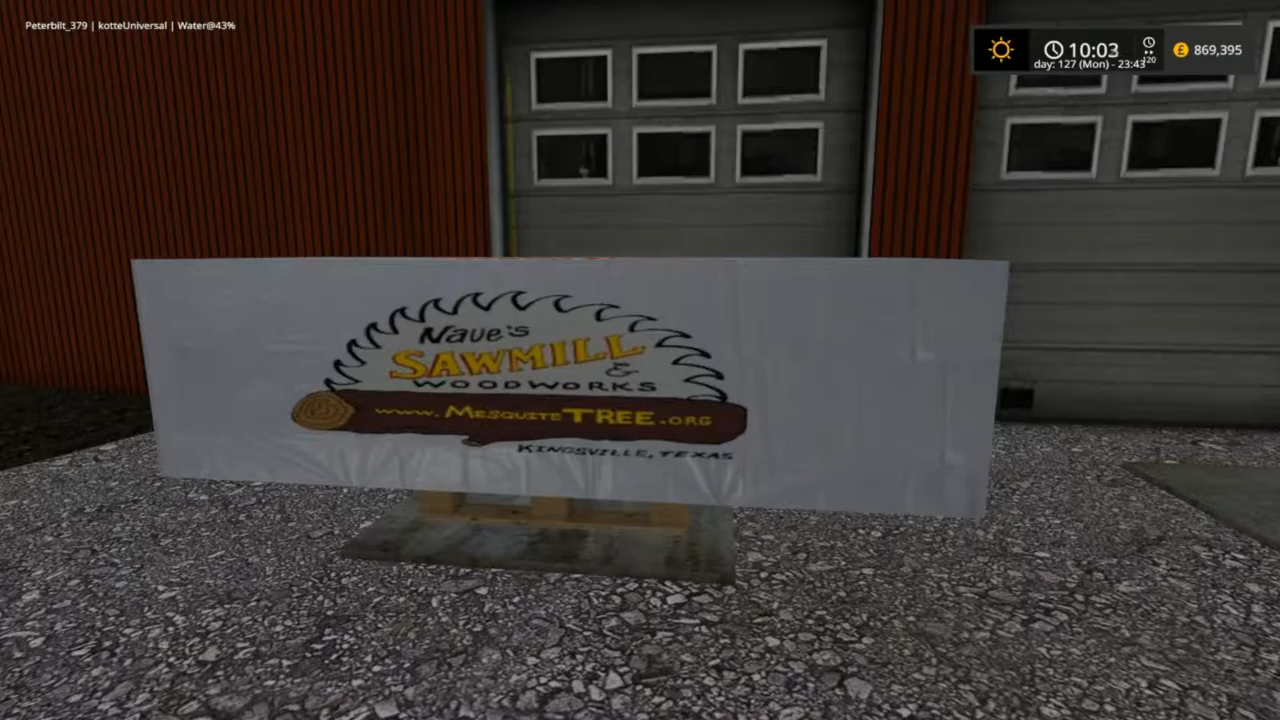 Peterbilt_379 | kotteUniversal | Water@43%
10:03
120
£ 869,395
day: 127 (Mon) - 23:43
Nave's
SAWMILL
&
WOODWORKS
www.MESQUITETREE.ORG
KINGSVILLE, TEXAS